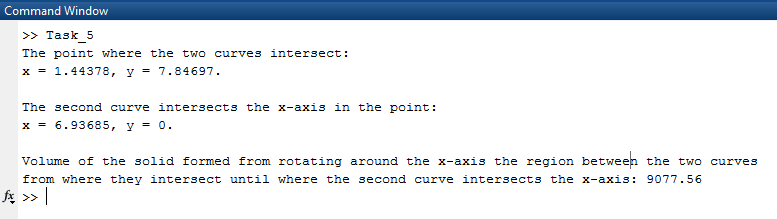 Command Window
>> Task_5
The point where the two curves intersect:
x = 1.44378, y = 7.84697.
The second curve intersects the x-axis in the point:
x = 6.93685, y = 0.
Volume of the solid formed from rotating around the x-axis the region between the two curves
from where they intersect until where the second curve intersects the x-axis: 9077.56
fx >>